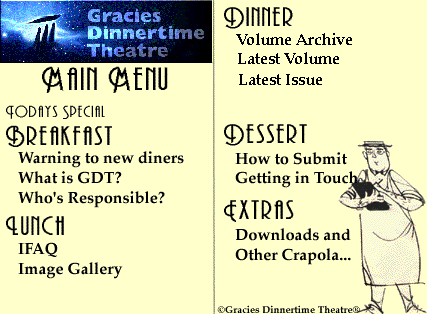 Gracies
Dinnertime
Theatre
Main Menu
Todays Special
Breakfast
Warning to new diners
What is GDT?
Who's Responsible?
Lunch
IFAQ
Image Gallery
Dinner
Volume Archive
Latest Volume
Latest Issue
Dessert
How to Submit
Getting in Touch
Extras
Downloads and
Other Crapola...
©Gracies Dinnertime Theatre®